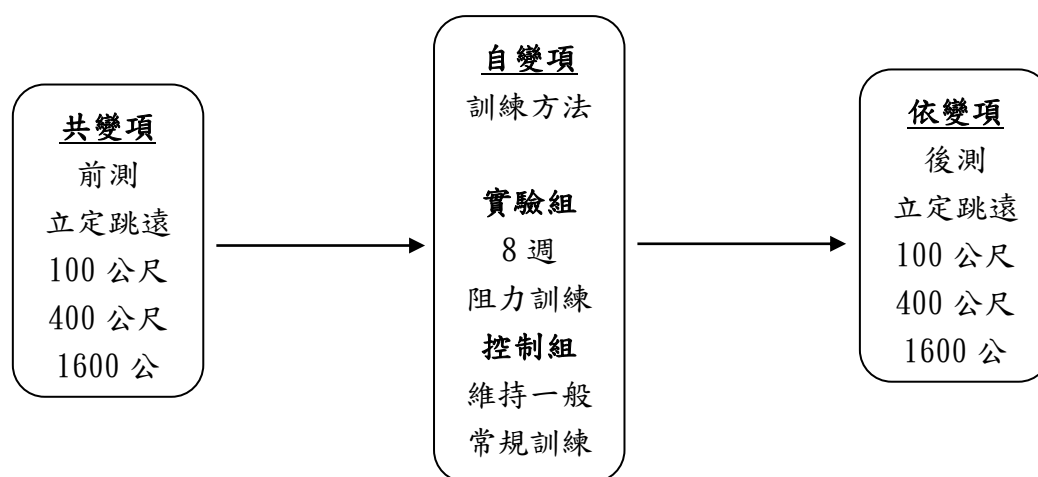 共變項
前測
立定跳遠
100 公尺
400 公尺
1600 公
自變項
訓練方法
實驗組
8 週
阻力訓練
控制組
維持一般
常規訓練
依變項
後測
立定跳遠
100 公尺
400 公尺
1600 公